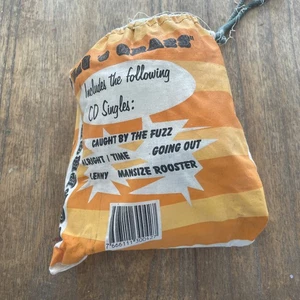 Includes the following
CD Singles:
CAUGHT BY THE FUZZ
GOING OUT
ALRIGHT / TIME
LENNY MANSIZE ROOSTER